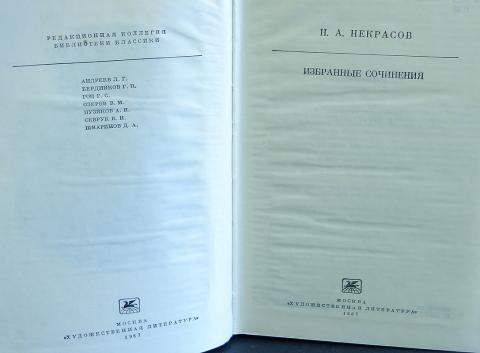 РЕДАКЦИОННАЯ КОЛЛЕГИЯ
БИБЛИОТЕКИ КЛАССИКИ
АНДРЕЕВ Л. Г.
БЕРДНИКОВ Г. П.
ГОЦ Г. С.
ОЗЕРОВ В. М.
ПУЗИКОВ А. И.
СЕВРУК В. Н.
ШМАРИНОВ Д. А.
МОСКВА
«ХУДОЖЕСТВЕННАЯ ЛИТЕРАТУРА»
Н. А. НЕКРАСОВ
ИЗБРАННЫЕ СОЧИНЕНИЯ
МОСКВА
«ХУДОЖЕСТВЕННАЯ ЛИТЕРАТУРА»